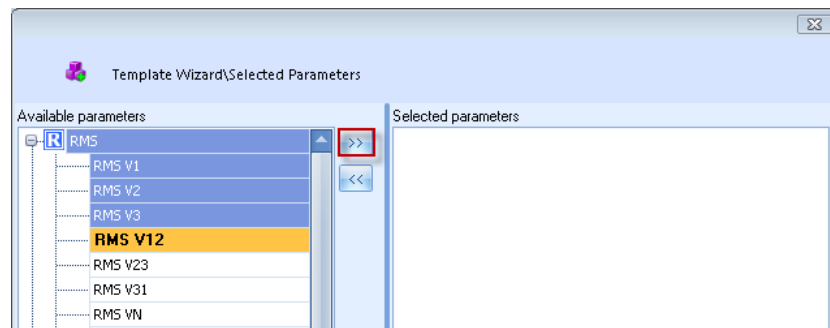 Template Wizard\Selected Parameters
Available parameters
Selected parameters
R RMS
>>
RMS V1
<<
RMS V2
RMS V3
RMS V12
RMS V23
RMS V31
RMS VN